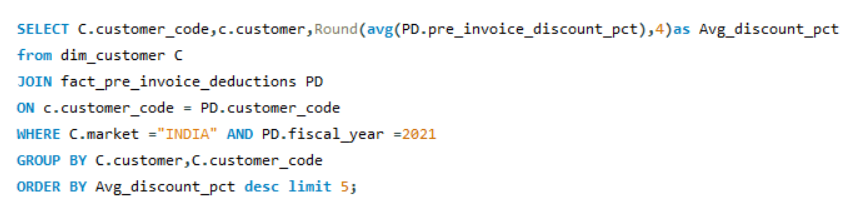 SELECT C.customer_code,c.customer,Round(avg(PD.pre_invoice_discount_pct),4)as Avg_discount_pct
from dim_customer C
JOIN fact_pre_invoice_deductions PD
ON c.customer_code = PD.customer_code
WHERE C.market ="INDIA" AND PD.fiscal_year =2021
GROUP BY C.customer,C.customer_code
ORDER BY Avg_discount_pct desc limit 5;